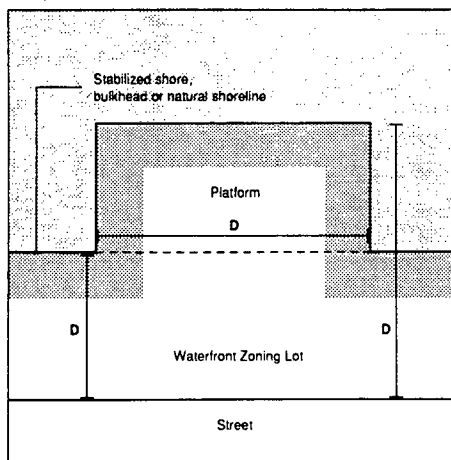 Stabilized shore,
bulkhead or natural shoreline
Platform
D
D
D
Waterfront Zoning Lot
Street